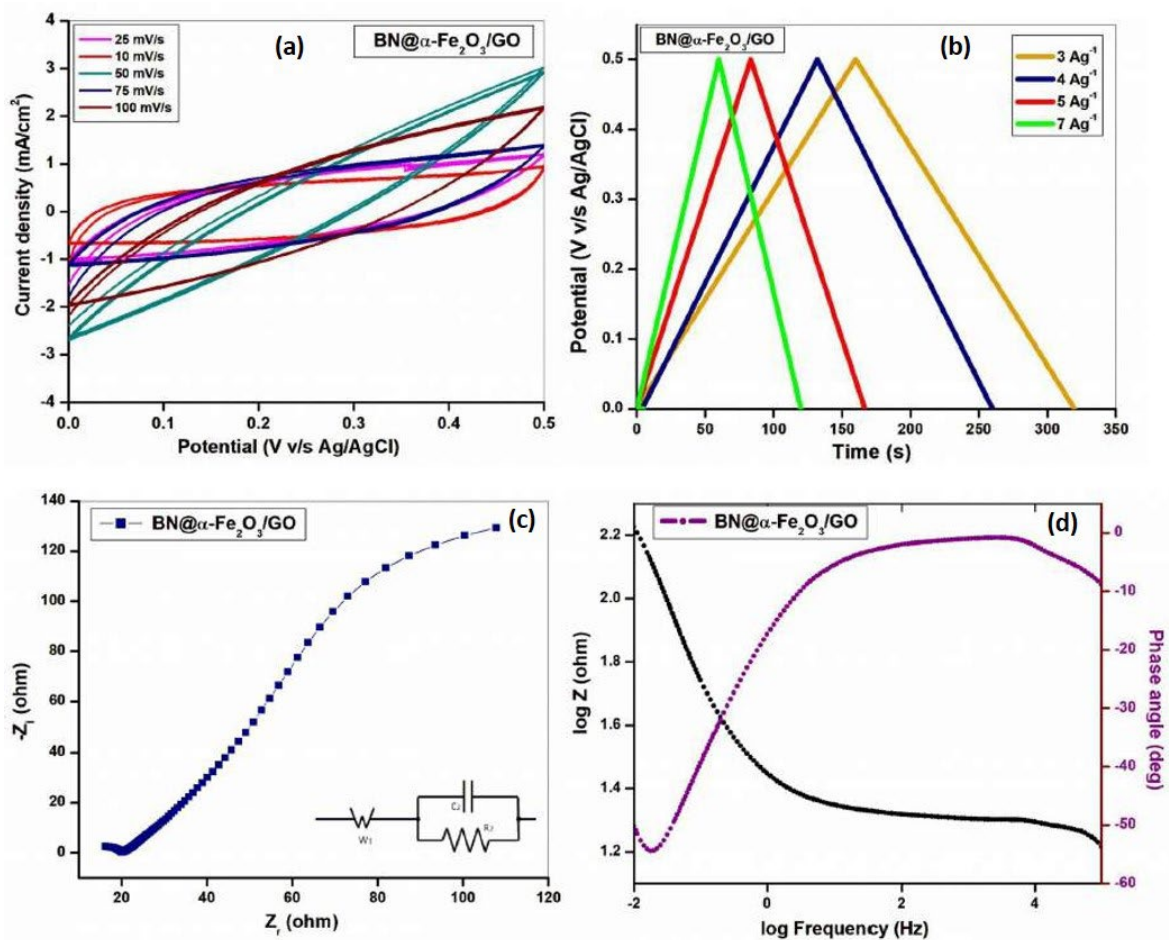 (a)
BN@α-Fe₂O₃/GO
25 mV/s
10 mV/s
50 mV/s
75 mV/s
100 mV/s
Current density (mA/cm²)
4
3
2
1
0
-1
-2
-3
-4
0.0 0.1 0.2 0.3 0.4 0.5
Potential (V v/s Ag/AgCl)
(b)
BN@α-Fe₂O₃/GO
3 Ag⁻¹
4 Ag⁻¹
5 Ag⁻¹
7 Ag⁻¹
Potential (V v/s Ag/AgCl)
0.5
0.4
0.3
0.2
0.1
0.0
0 50 100 150 200 250 300 350
Time (s)
(c)
BN@α-Fe₂O₃/GO
-Zᵢ (ohm)
140
120
100
80
60
40
20
0
W₁
C₂
R₂
20 40 60 80 100 120
Zᵣ (ohm)
(d)
BN@α-Fe₂O₃/GO
log Z (ohm)
2.2
2.0
1.8
1.6
1.4
1.2
0
-10
-20
-30
-40
-50
-60
Phase angle (deg)
-2 0 2 4
log Frequency (Hz)